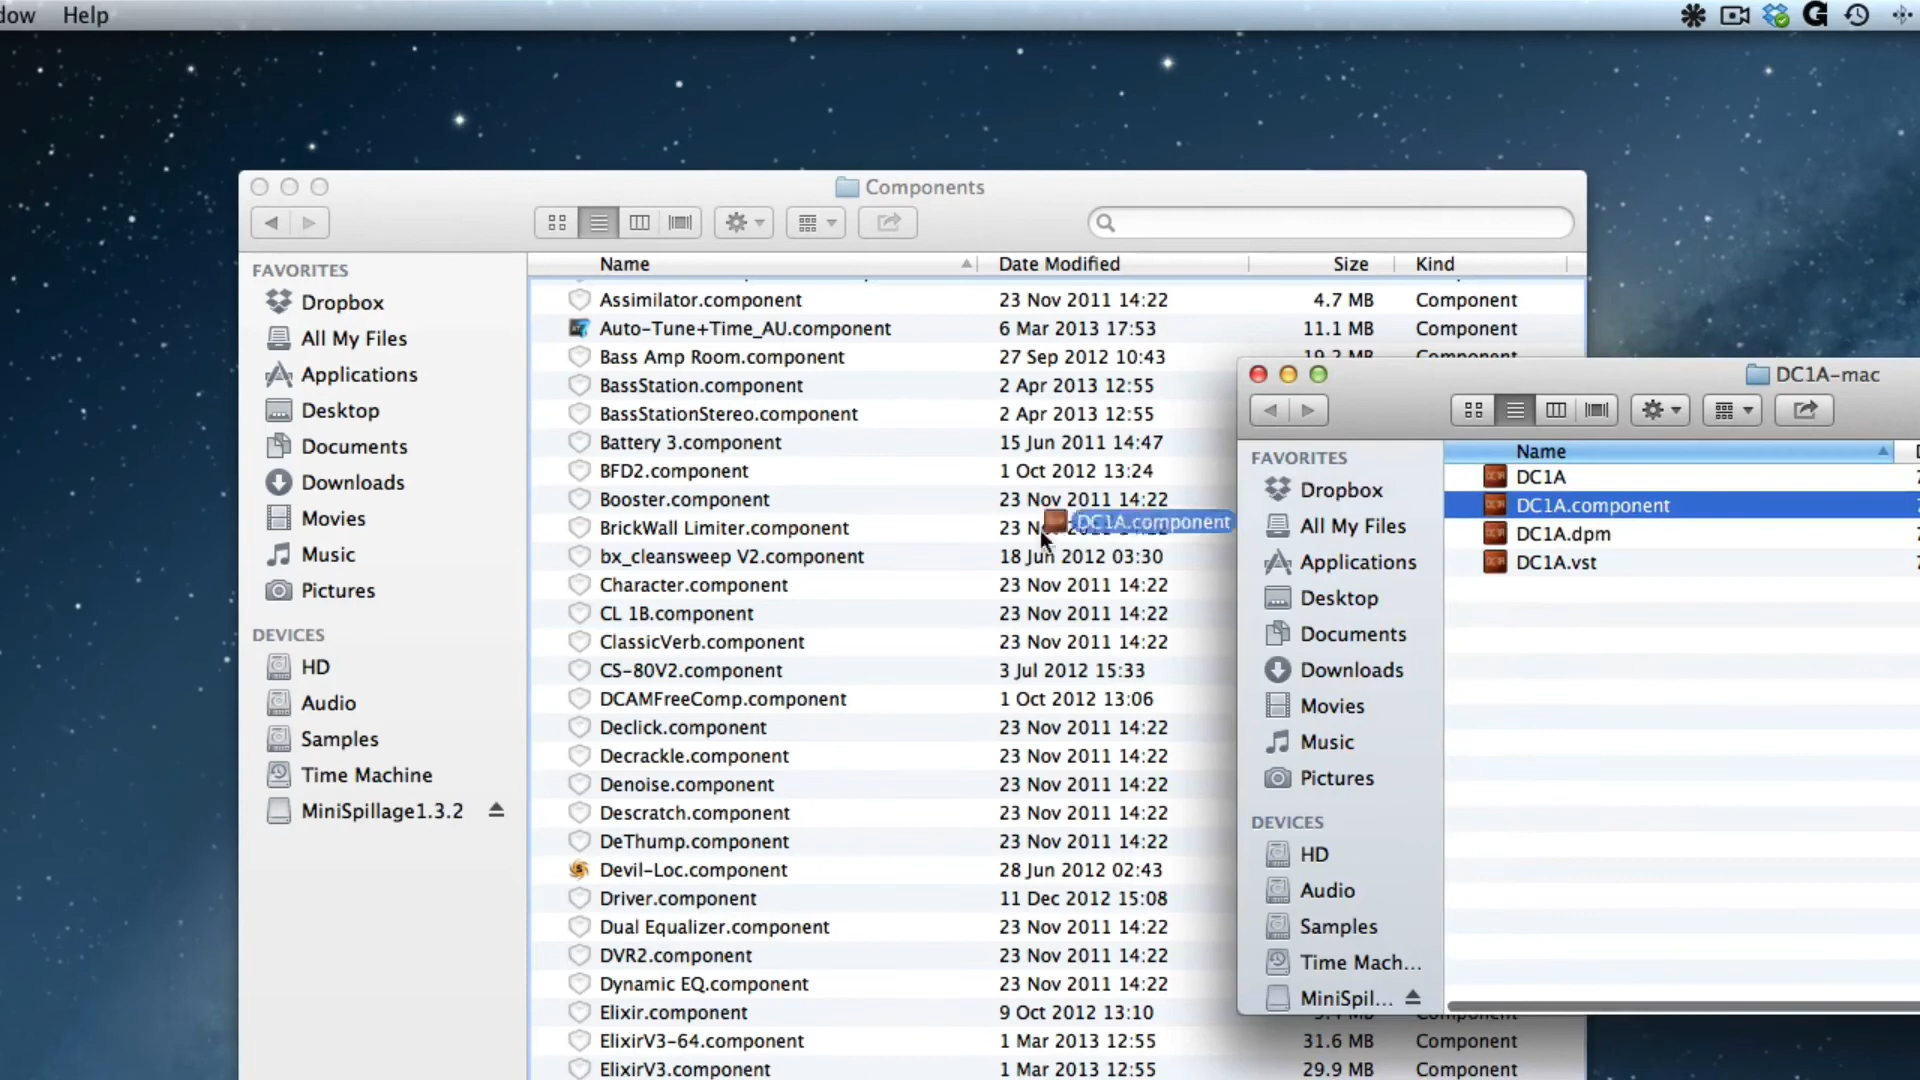 dow Help
Components
FAVORITES
Dropbox
All My Files
Applications
Desktop
Documents
Downloads
Movies
Music
Pictures
DEVICES
HD
Audio
Samples
Time Machine
MiniSpillage1.3.2
Name Date Modified Size Kind
Assimilator.component 23 Nov 2011 14:22 4.7 MB Component
Auto-Tune+Time_AU.component 6 Mar 2013 17:53 11.1 MB Component
Bass Amp Room.component 27 Sep 2012 10:43 19.2 MB Component
BassStation.component 2 Apr 2013 12:55
BassStationStereo.component 2 Apr 2013 12:55
Battery 3.component 15 Jun 2011 14:47
BFD2.component 1 Oct 2012 13:24
Booster.component 23 Nov 2011 14:22
BrickWall Limiter.component 23
DC1A.component
bx_cleansweep V2.component 18 Jun 2012 03:30
Character.component 23 Nov 2011 14:22
CL 1B.component 23 Nov 2011 14:22
ClassicVerb.component 23 Nov 2011 14:22
CS-80V2.component 3 Jul 2012 15:33
DCAMFreeComp.component 1 Oct 2012 13:06
Declick.component 23 Nov 2011 14:22
Decrackle.component 23 Nov 2011 14:22
Denoise.component 23 Nov 2011 14:22
Descratch.component 23 Nov 2011 14:22
DeThump.component 23 Nov 2011 14:22
Devil-Loc.component 28 Jun 2012 02:43
Driver.component 11 Dec 2012 15:08
Dual Equalizer.component 23 Nov 2011 14:22
DVR2.component 23 Nov 2011 14:22
Dynamic EQ.component 23 Nov 2011 14:22
Elixir.component 9 Oct 2012 13:10 Component
ElixirV3-64.component 1 Mar 2013 12:55 31.6 MB Component
ElixirV3.component 1 Mar 2013 12:55 29.9 MB Component
DC1A-mac
FAVORITES
Dropbox
All My Files
Applications
Desktop
Documents
Downloads
Movies
Music
Pictures
DEVICES
HD
Audio
Samples
Time Mach...
MiniSpil...
Name
DC1A
DC1A.component
DC1A.dpm
DC1A.vst